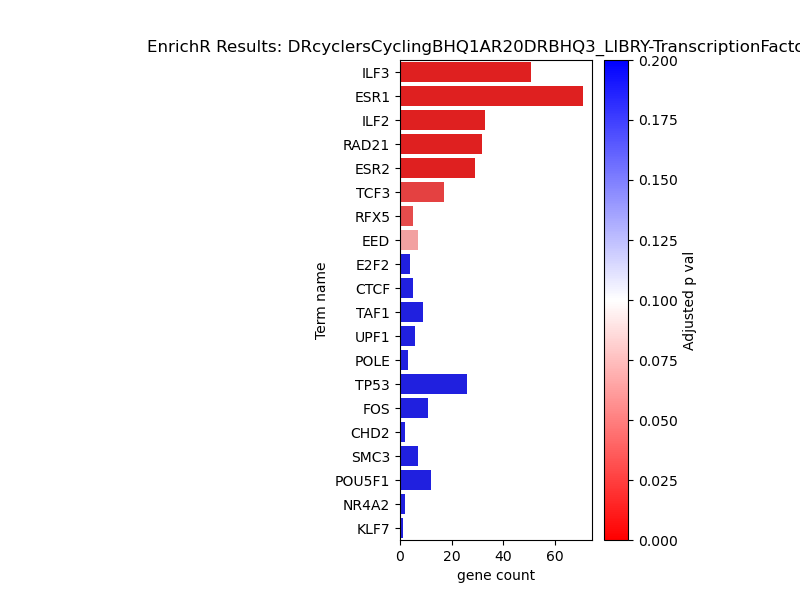 EnrichR Results: DRcyclersCyclingBHQ1AR20DRBHQ3_LIBRY-TranscriptionFacto
ILF3
ESR1
ILF2
RAD21
ESR2
TCF3
RFX5
EED
E2F2
CTCF
TAF1
UPF1
POLE
TP53
FOS
CHD2
SMC3
POU5F1
NR4A2
KLF7
Term name
0 20 40 60
gene count
0.200
0.175
0.150
0.125
0.100
0.075
0.050
0.025
0.000
Adjusted p val